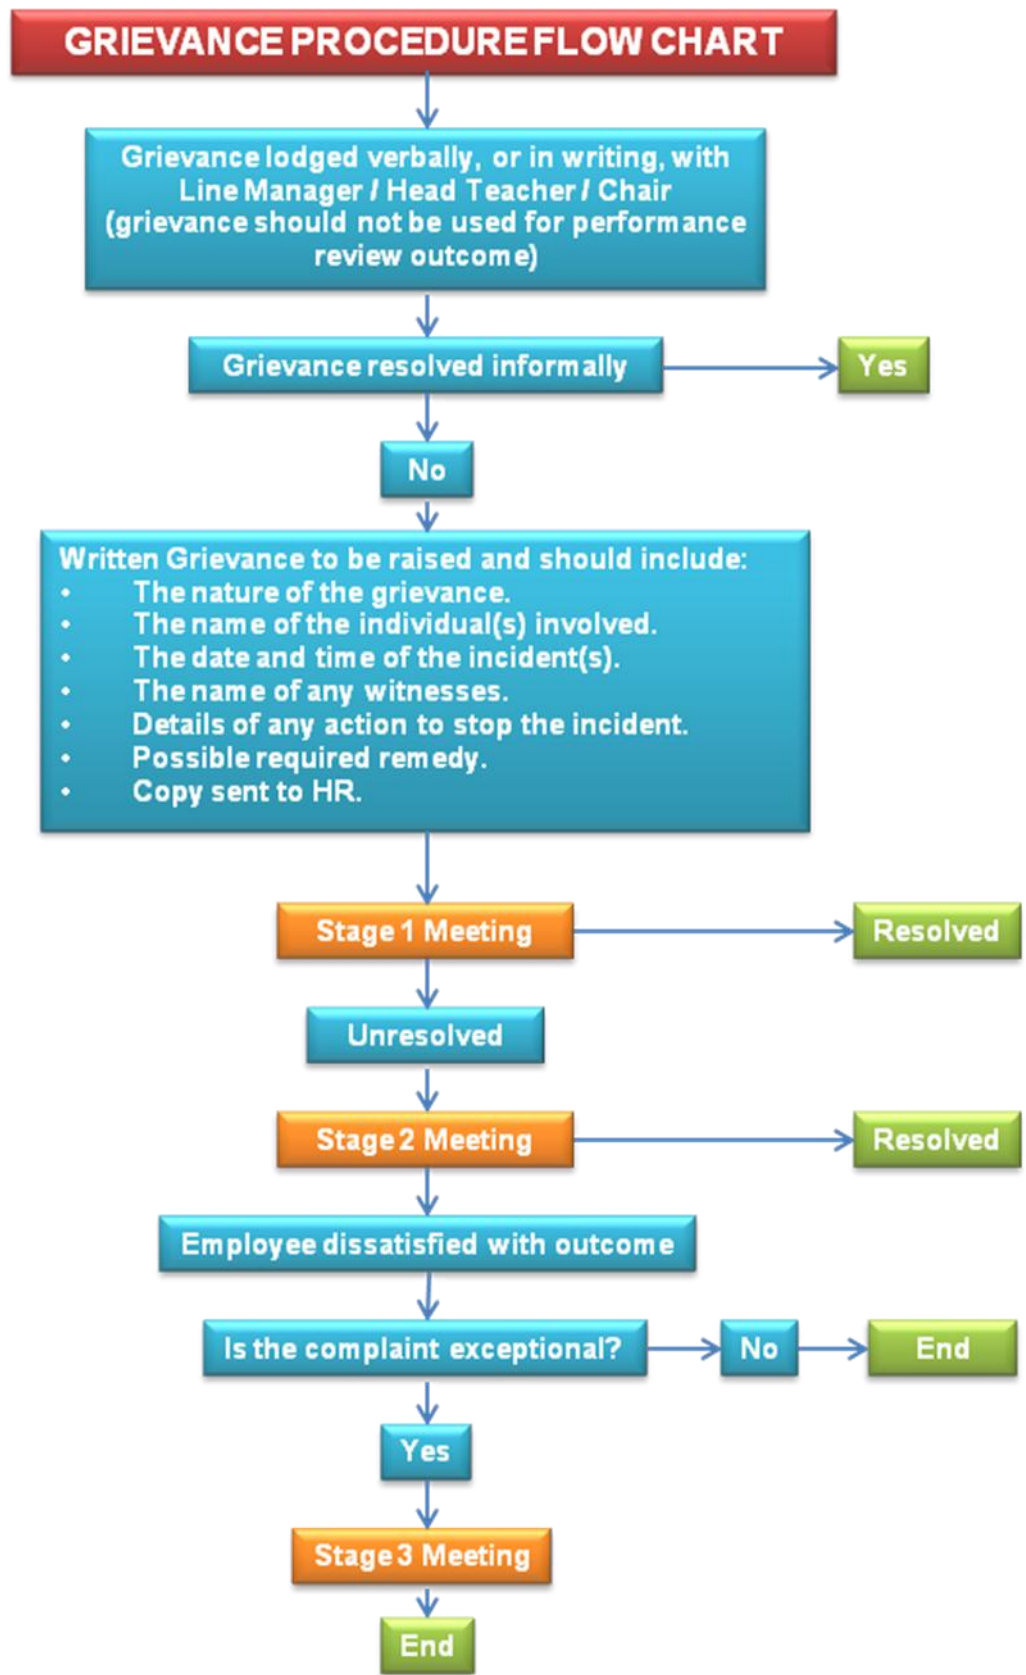 GRIEVANCE PROCEDURE FLOW CHART
Grievance lodged verbally, or in writing, with
Line Manager / Head Teacher / Chair
(grievance should not be used for performance
review outcome)
Grievance resolved informally
Yes
No
Written Grievance to be raised and should include:
• The nature of the grievance.
• The name of the individual(s) involved.
• The date and time of the incident(s).
• The name of any witnesses.
• Details of any action to stop the incident.
• Possible required remedy.
• Copy sent to HR.
Stage 1 Meeting
Resolved
Unresolved
Stage 2 Meeting
Resolved
Employee dissatisfied with outcome
Is the complaint exceptional?
No
End
Yes
Stage 3 Meeting
End